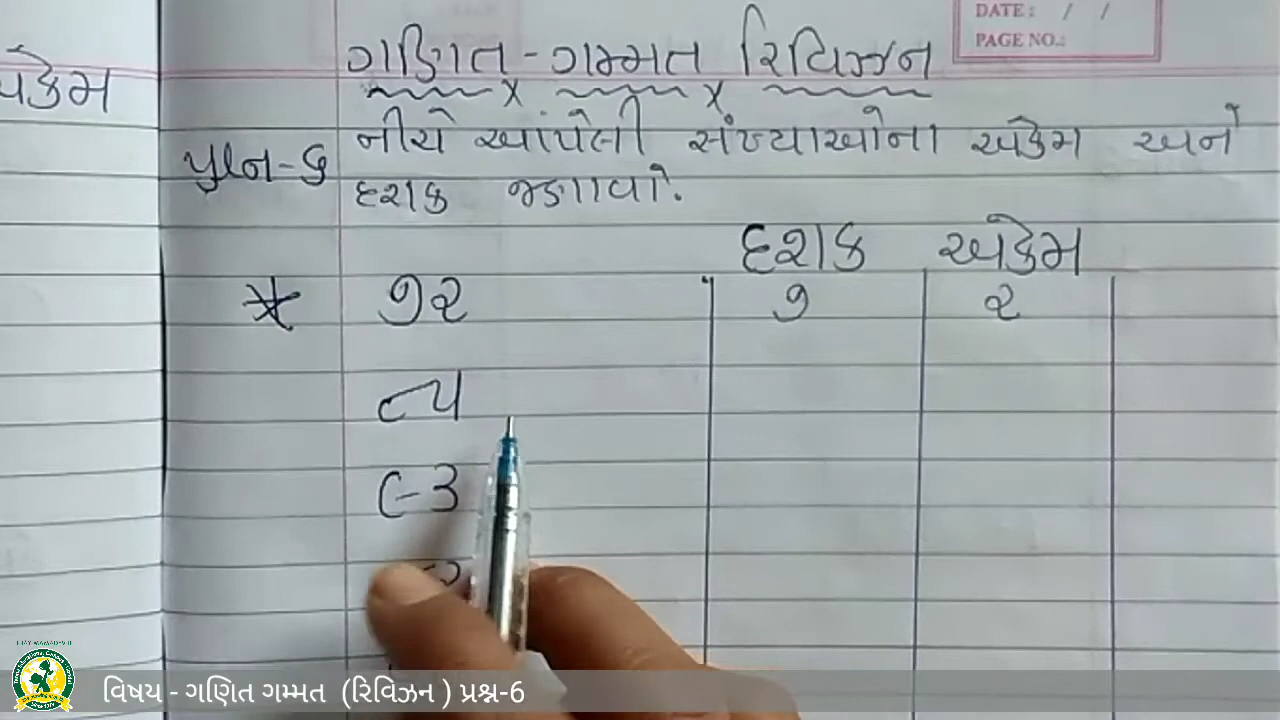 DATE : / /
PAGE NO.:
ગણિત - ગમ્મત રિવિઝન
એકમ
પ્રશ્ન-૬ નીચે આપેલી સંખ્યાઓના એકમ અને
દશક જણાવો.
દશક એકમ
* ૭૨ ૭ ૨
૮૫
૯૩
વિષય - ગણિત ગમ્મત (રિવિઝન ) પ્રશ્ન-6